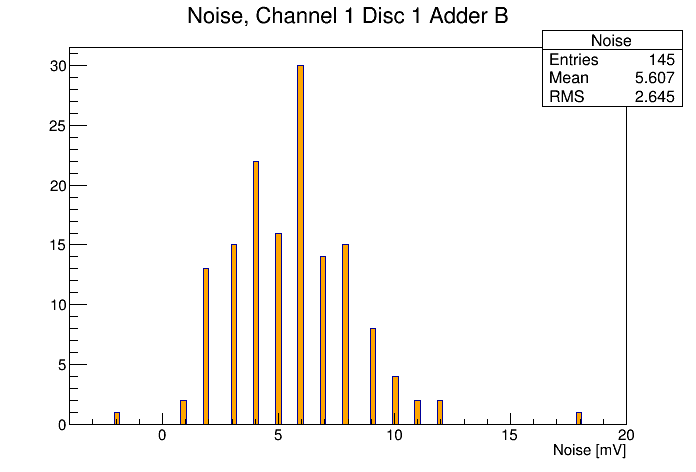 Noise, Channel 1 Disc 1 Adder B
Noise
Entries 145
Mean 5.607
RMS 2.645
30
25
20
15
10
5
0
0 5 10 15 20
Noise [mV]